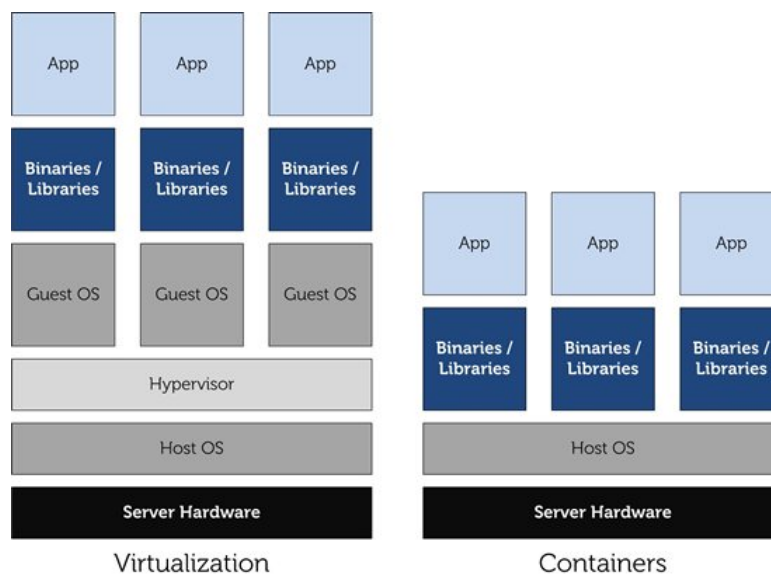 App
App
App
Binaries /
Libraries
Binaries /
Libraries
Binaries /
Libraries
Guest OS
Guest OS
Guest OS
Hypervisor
Host OS
Server Hardware
Virtualization
App
App
App
Binaries /
Libraries
Binaries /
Libraries
Binaries /
Libraries
Host OS
Server Hardware
Containers